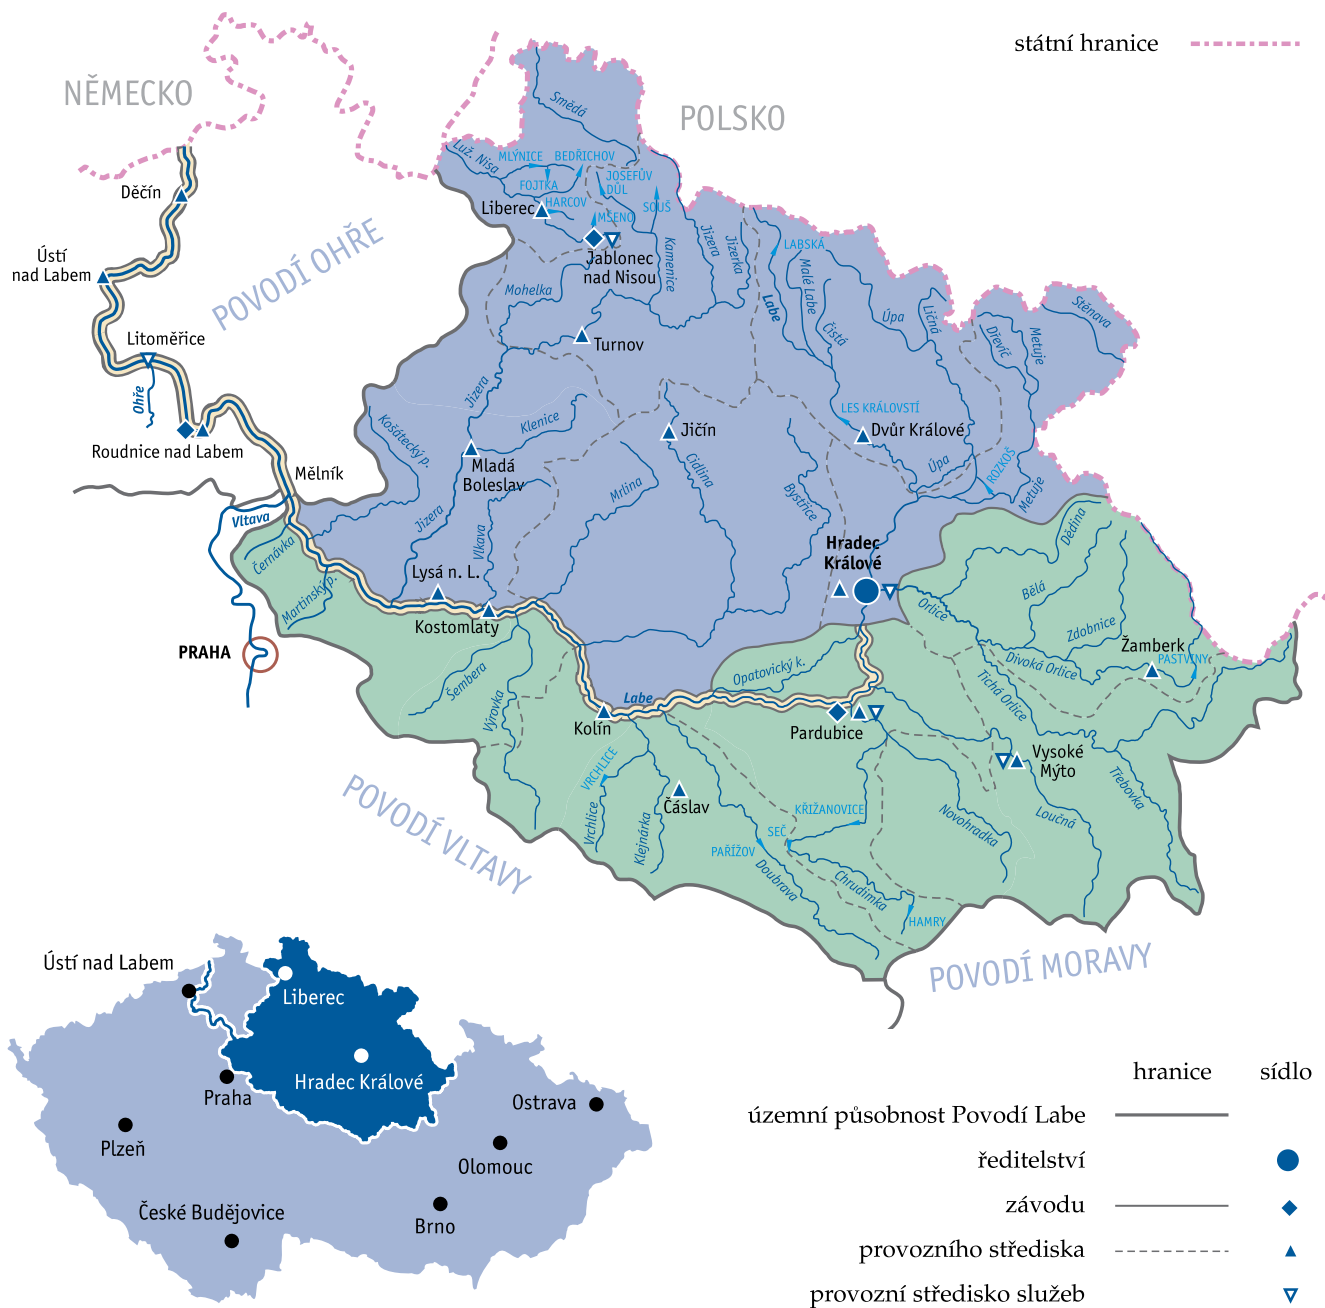 státní hranice
NĚMECKO
POLSKO
Smědá
Luž. Nisa
MLÝNICE
BEDŘICHOV
FOJTKA
JOSEFŮV
DŮL
HARCOV
SOUŠ
Liberec
MŠENO
Děčín
Ústí
nad Labem
POVODÍ OHŘE
Jablonec
nad Nisou
Kamenice
Jizera
Jizerka
LABSKÁ
Malé Labe
Labe
Čistá
Úpa
Ličná
Dřevíč
Metuje
Stěnava
Mohelka
Litoměřice
Turnov
Ohře
Jizera
Košátecký p.
Klenice
Jičín
LES KRÁLOVSTÍ
Dvůr Králové
Roudnice nad Labem
Mělník
Mladá
Boleslav
Cidlina
Mrlina
Bystřice
Úpa
ROZKOŠ
Metuje
Vltava
Jizera
Vlkava
Dědina
Hradec
Králové
Černávka
Martinský p.
Lysá n. L.
Kostomlaty
Orlice
Bělá
Zdobnice
PRAHA
Žamberk
PASTVINY
Divoká Orlice
Tichá Orlice
Šembera
Výrovka
Opatovický k.
Labe
Kolín
Pardubice
Vysoké
Mýto
Třebovka
VRCHLICE
Vrchlice
Klejnárka
Čáslav
KŘIŽANOVICE
SEČ
PAŘÍŽOV
Doubrava
Chrudimka
HAMRY
Novohradka
Loučná
POVODÍ VLTAVY
POVODÍ MORAVY
Ústí nad Labem
Liberec
Hradec Králové
Praha
Ostrava
Plzeň
Olomouc
České Budějovice
Brno
hranice sídlo
územní působnost Povodí Labe
ředitelství
závodu
provozního střediska
provozní středisko služeb